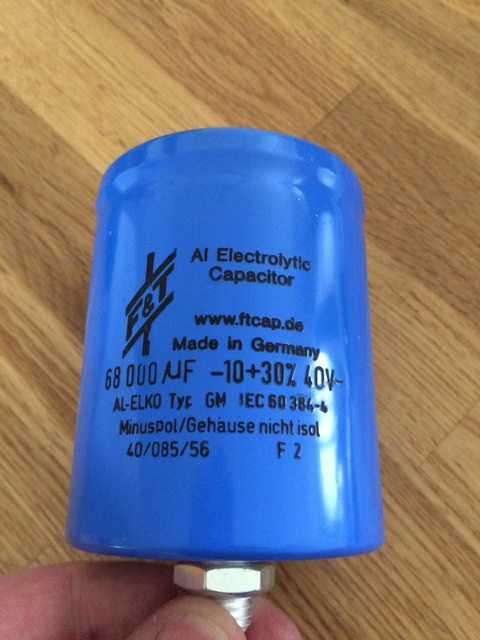 F&T
Al Electrolytic
Capacitor
www.ftcap.de
Made in Germany
68 000 µF -10+30% 40V-
AL-ELKO Typ GM IEC 60 384-4
Minuspol/Gehäuse nicht isol
40/085/56 F 2